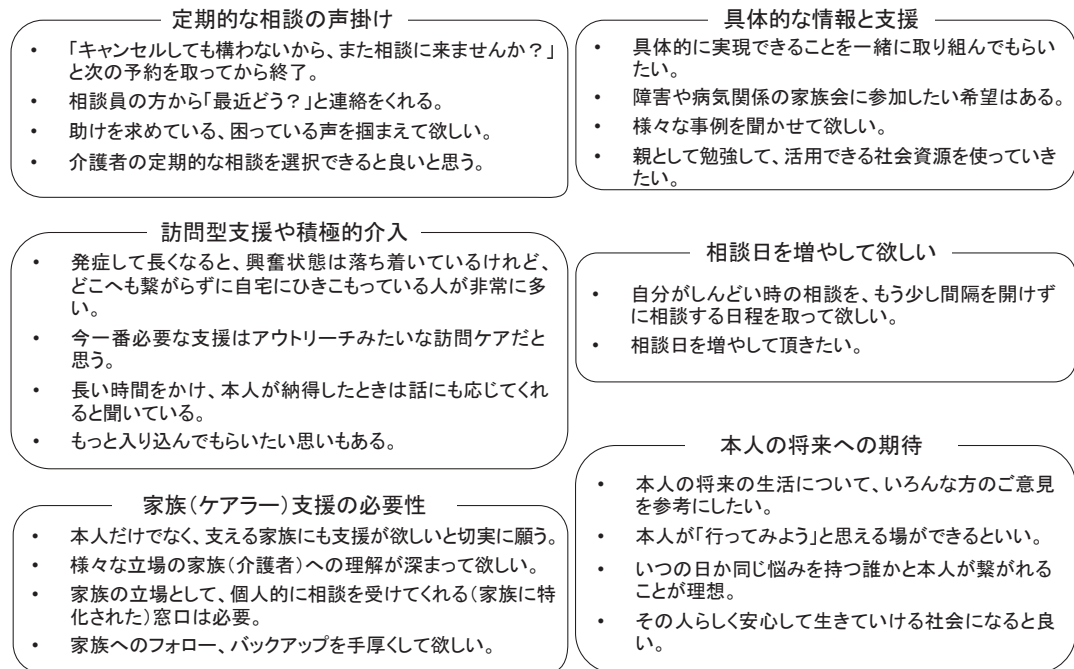 定期的な相談の声掛け
• 「キャンセルしても構わないから、また相談に来ませんか？」
と次の予約を取ってから終了。
• 相談員の方から「最近どう？」と連絡をくれる。
• 助けを求めている、困っている声を掴まえて欲しい。
• 介護者の定期的な相談を選択できると良いと思う。
訪問型支援や積極的介入
• 発症して長くなると、興奮状態は落ち着いているけれど、
どこへも繋がらずに自宅にひきこもっている人が非常に多
い。
• 今一番必要な支援はアウトリーチみたいな訪問ケアだと
思う。
• 長い時間をかけ、本人が納得したときは話にも応じてくれ
ると聞いている。
• もっと入り込んでもらいたい思いもある。
家族（ケアラー）支援の必要性
• 本人だけでなく、支える家族にも支援が欲しいと切実に願う。
• 様々な立場の家族（介護者）への理解が深まって欲しい。
• 家族の立場として、個人的に相談を受けてくれる（家族に特
化された）窓口は必要。
• 家族へのフォロー、バックアップを手厚くして欲しい。
具体的な情報と支援
• 具体的に実現できることを一緒に取り組んでもらい
たい。
• 障害や病気関係の家族会に参加したい希望はある。
• 様々な事例を聞かせて欲しい。
• 親として勉強して、活用できる社会資源を使っていき
たい。
相談日を増やして欲しい
• 自分がしんどい時の相談を、もう少し間隔を開けず
に相談する日程を取って欲しい。
• 相談日を増やして頂きたい。
本人の将来への期待
• 本人の将来の生活について、いろんな方のご意見
を参考にしたい。
• 本人が「行ってみよう」と思える場ができるといい。
• いつの日か同じ悩みを持つ誰かと本人が繋がれる
ことが理想。
• その人らしく安心して生きていける社会になると良
い。